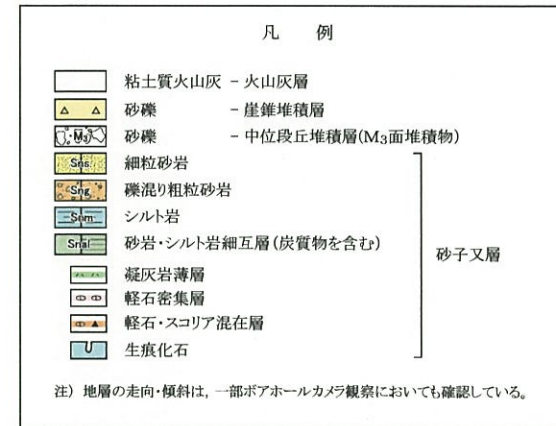 凡 例
粘土質火山灰 － 火山灰層
砂礫 － 崖錐堆積層
M₃ 砂礫 － 中位段丘堆積層(M₃面堆積物)
Sns 細粒砂岩
Sng 礫混り粗粒砂岩
Snm シルト岩
Snal 砂岩・シルト岩細互層(炭質物を含む)
砂子又層
凝灰岩薄層
軽石密集層
軽石・スコリア混在層
生痕化石
注) 地層の走向・傾斜は, 一部ボアホールカメラ観察においても確認している。